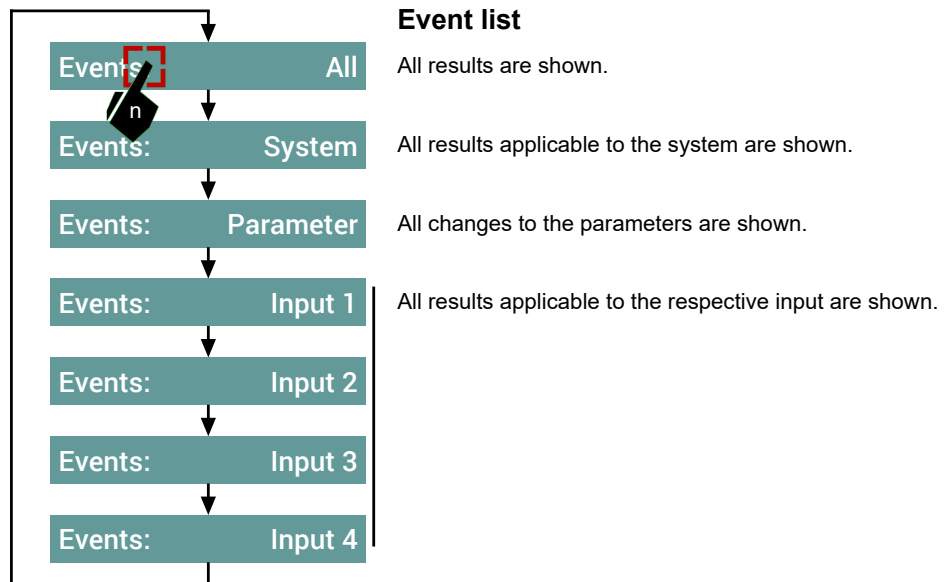 Event list
Events: All
All results are shown.
n
Events: System
All results applicable to the system are shown.
Events: Parameter
All changes to the parameters are shown.
Events: Input 1
All results applicable to the respective input are shown.
Events: Input 2
Events: Input 3
Events: Input 4